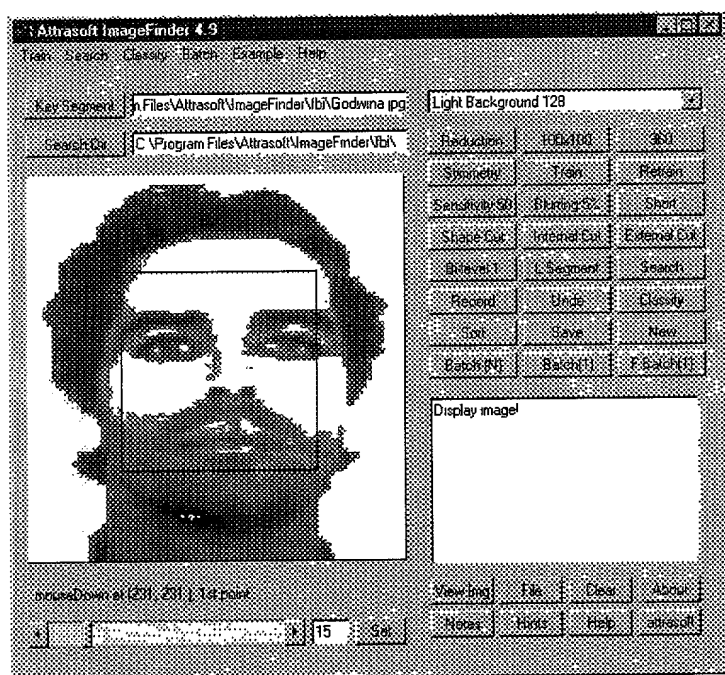 Attrasoft ImageFinder 4.9
Train Search Classify Batch Example Help
Key Segment n Files\Attrasoft\ImageFinder\fbi\Godwina jpg Light Background 128
Search Dir C \Program Files\Attrasoft\ImageFinder\fbi\
Reduction 100x100 360
Symmetry Train Retrain
Sensitivity 50 Blurring 5% Short
Shape Cut Internal Cut External Cut
Bi-level 1 L Segment Search
Record Undo Classify
Sort Save New
Batch (N) Batch(1) F Batch(1)
Display image!
mouseDown at [231, 231 ], 1st point
View Img File Clear About
15 Set Notes Hints Help attrasoft